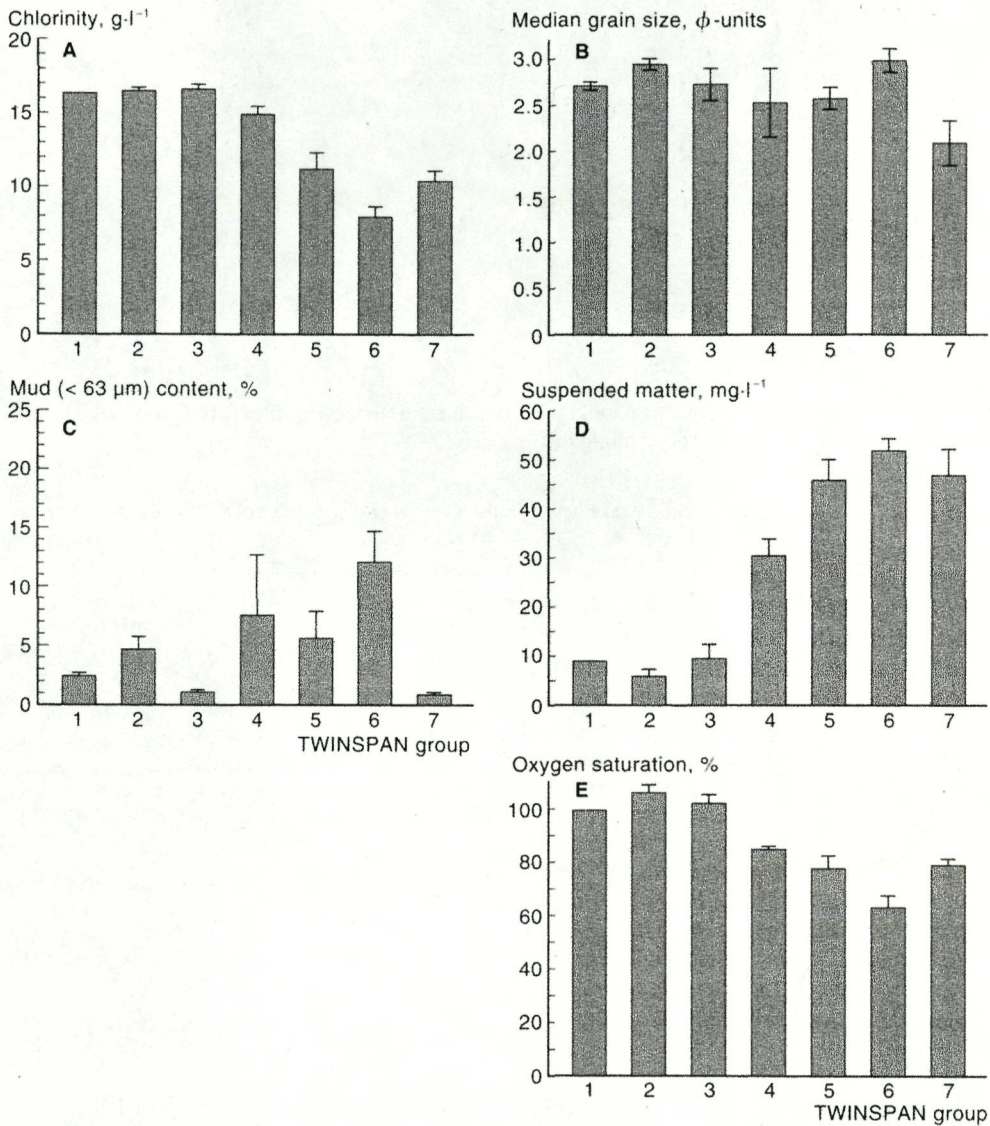 Chlorinity, g·l⁻¹
A
20
15
10
5
0
1 2 3 4 5 6 7
Median grain size, ϕ-units
B
3.0
2.5
2.0
1.5
1.0
0.5
0
1 2 3 4 5 6 7
Mud (< 63 µm) content, %
C
25
20
15
10
5
0
1 2 3 4 5 6 7
TWINSPAN group
Suspended matter, mg·l⁻¹
D
60
50
40
30
20
10
0
1 2 3 4 5 6 7
Oxygen saturation, %
E
100
80
60
40
20
0
1 2 3 4 5 6 7
TWINSPAN group